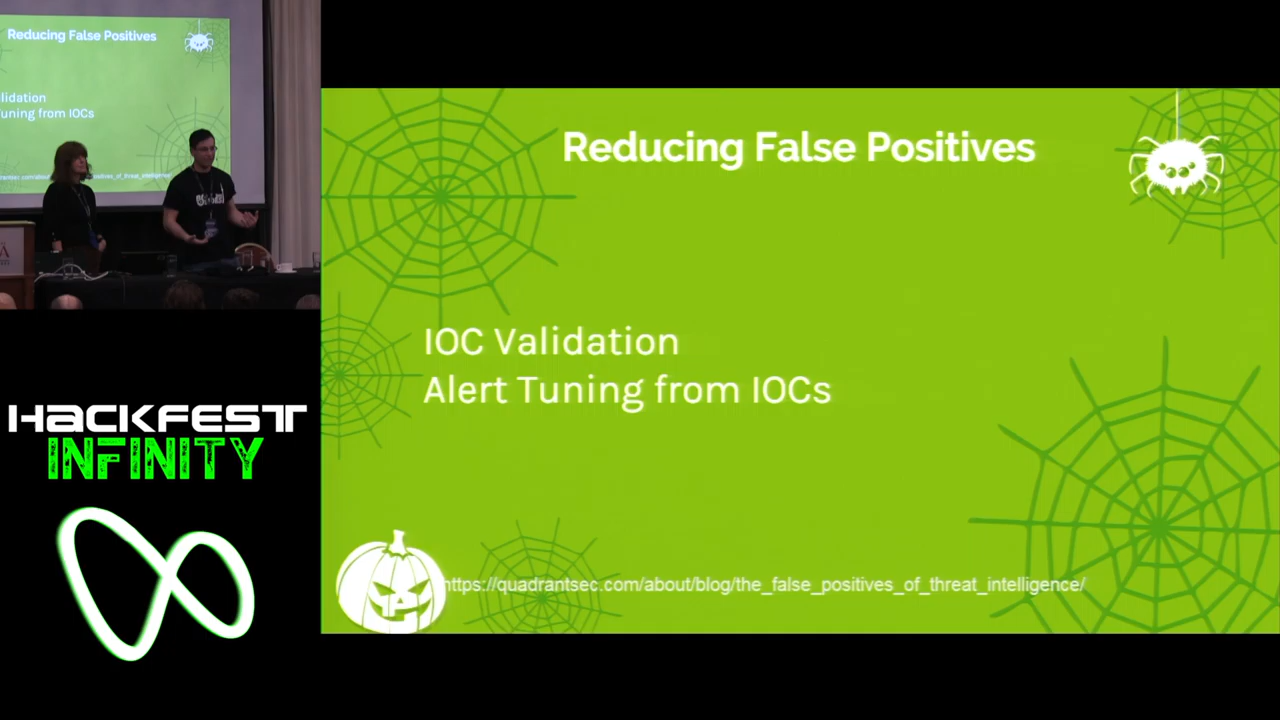 Reducing False Positives
lidation
uning from IOCs
HACKFEST
INFINITY
Reducing False Positives
IOC Validation
Alert Tuning from IOCs
https://quadrantsec.com/about/blog/the_false_positives_of_threat_intelligence/